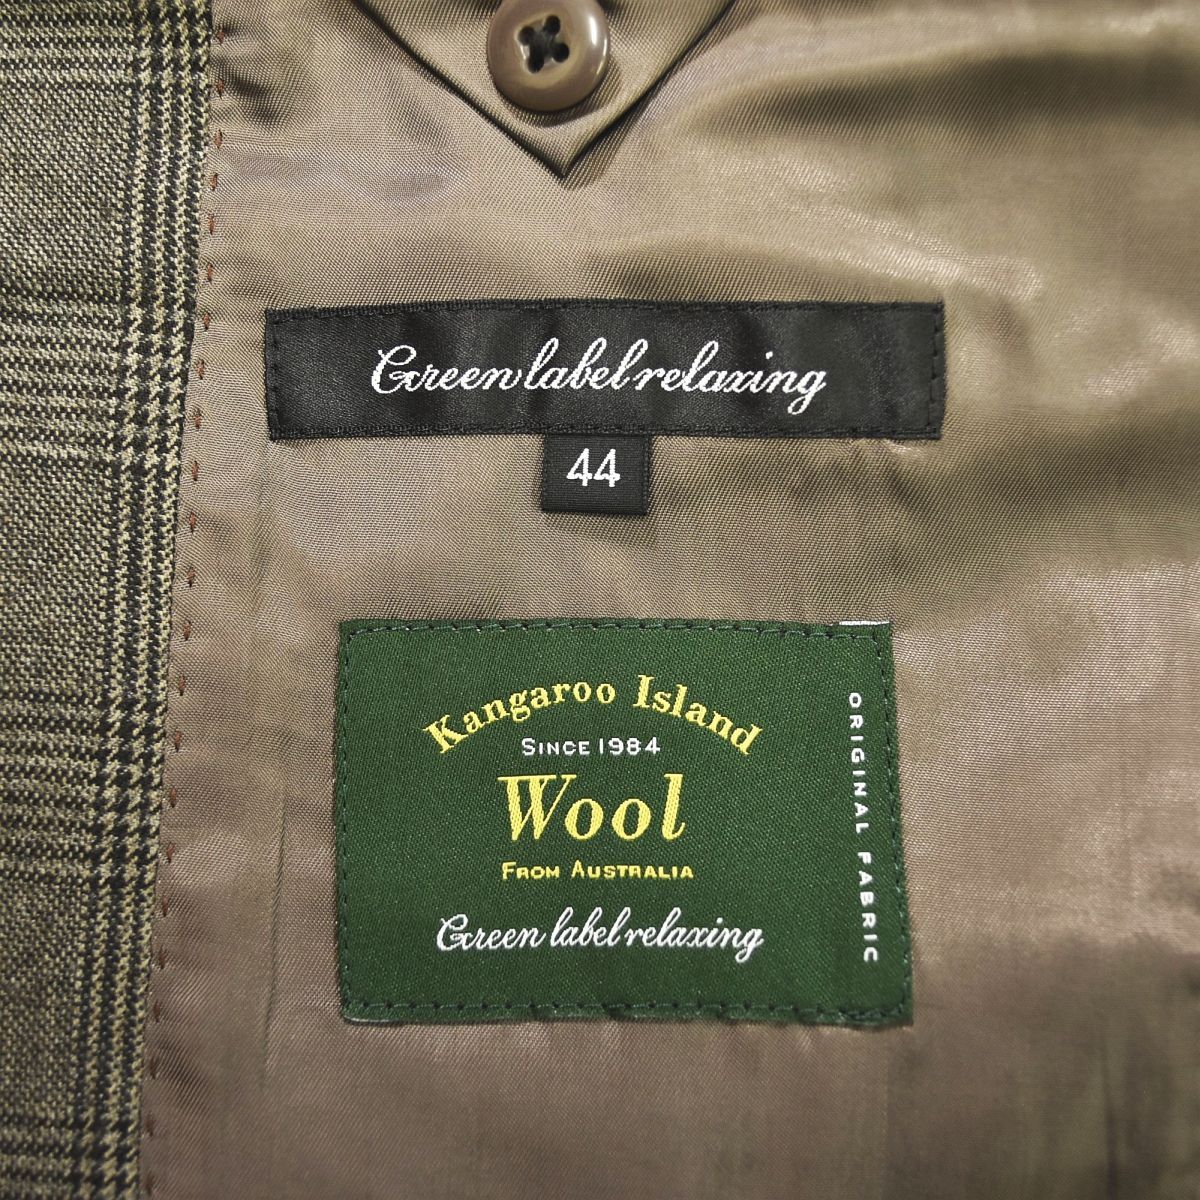 Green label relaxing
44
Kangaroo Island
SINCE 1984
Wool
FROM AUSTRALIA
Green label relaxing
ORIGINAL FABRIC